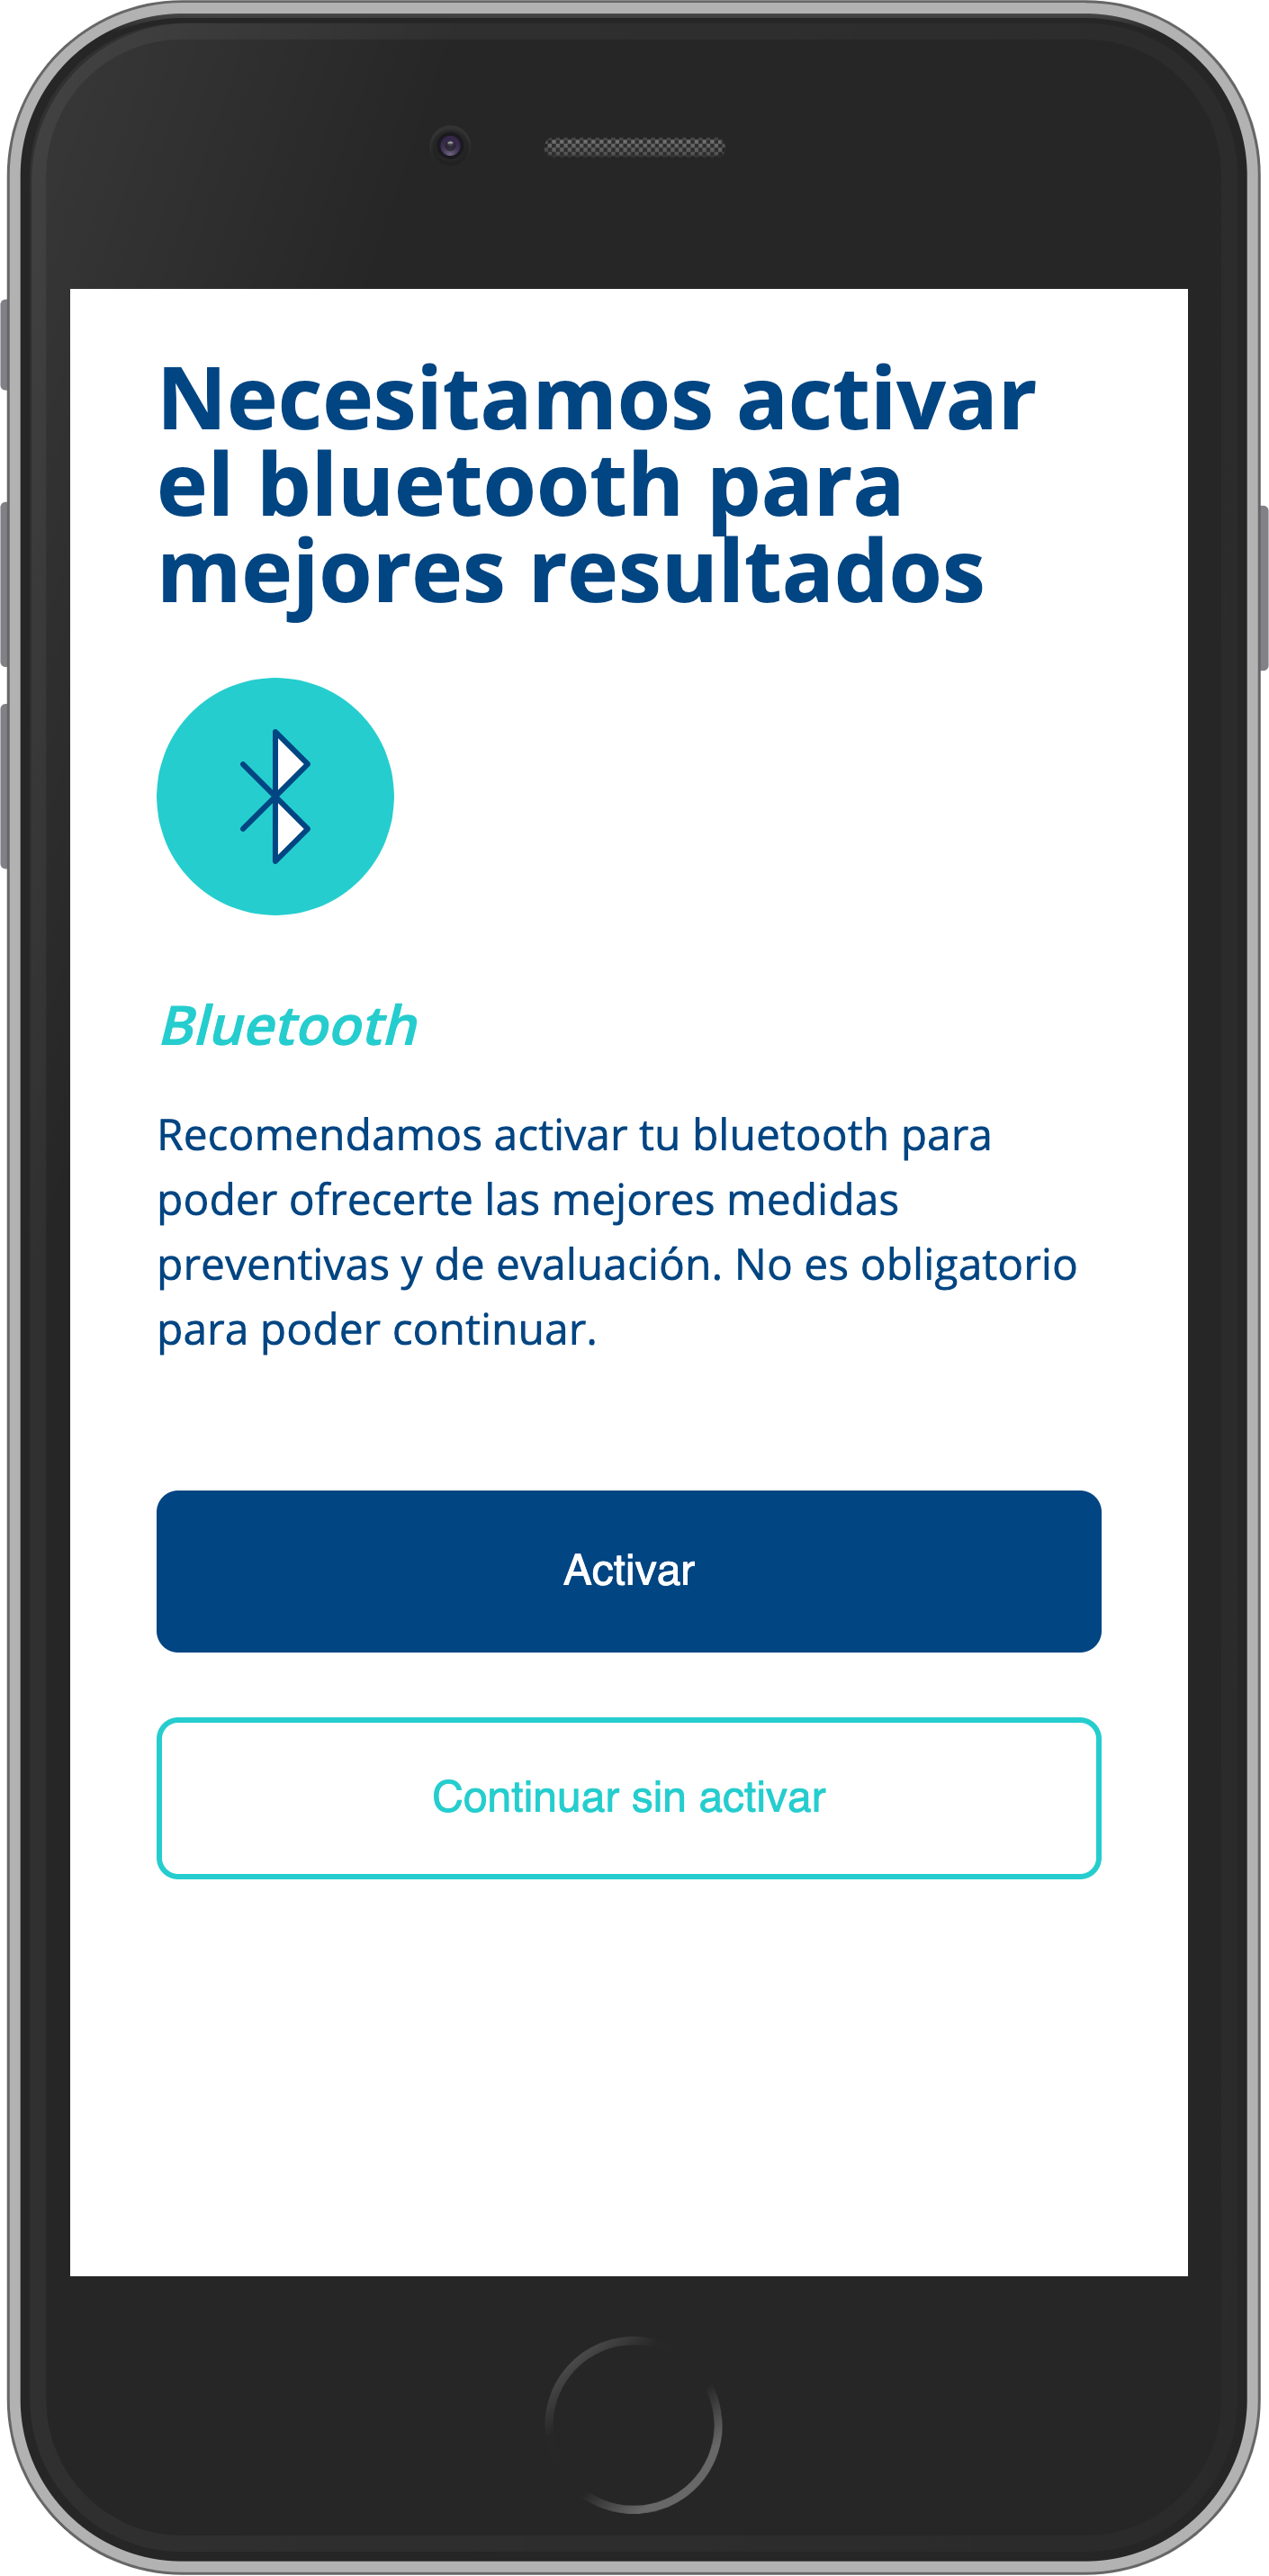 Necesitamos activar
el bluetooth para
mejores resultados
Bluetooth
Recomendamos activar tu bluetooth para
poder ofrecerte las mejores medidas
preventivas y de evaluación. No es obligatorio
para poder continuar.
Activar
Continuar sin activar